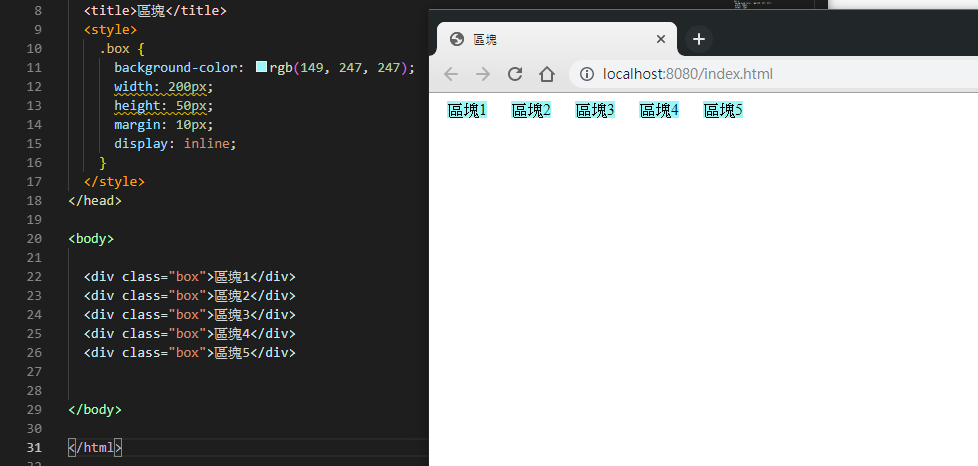 8 <title>區塊</title>
9 <style>
10 .box {
11 background-color: rgb(149, 247, 247);
12 width: 200px;
13 height: 50px;
14 margin: 10px;
15 display: inline;
16 }
17 </style>
18 </head>
19
20 <body>
21
22 <div class="box">區塊1</div>
23 <div class="box">區塊2</div>
24 <div class="box">區塊3</div>
25 <div class="box">區塊4</div>
26 <div class="box">區塊5</div>
27
28
29 </body>
30
31 </html>
區塊
localhost:8080/index.html
區塊1 區塊2 區塊3 區塊4 區塊5